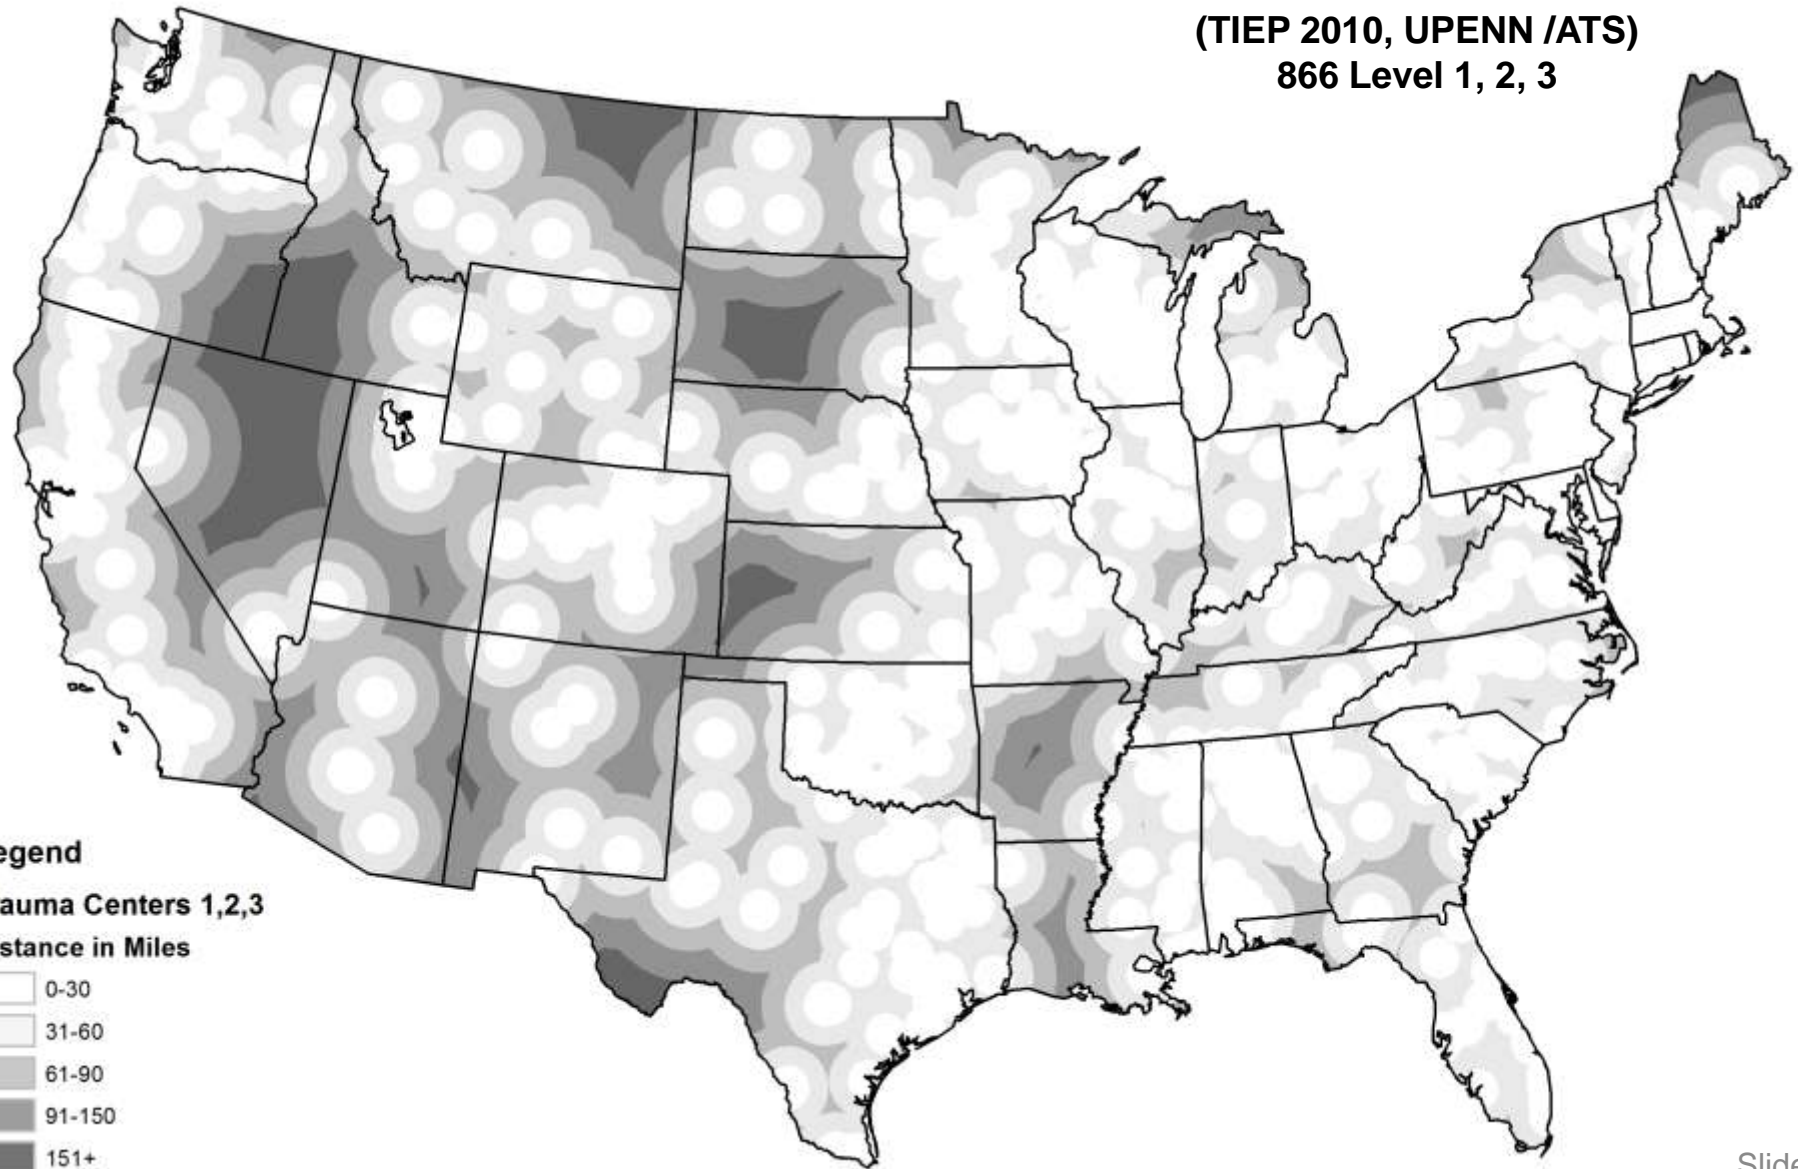 (TIEP 2010, UPENN /ATS)
866 Level 1, 2, 3
egend
auma Centers 1,2,3
stance in Miles
0-30
31-60
61-90
91-150
151+
Slide